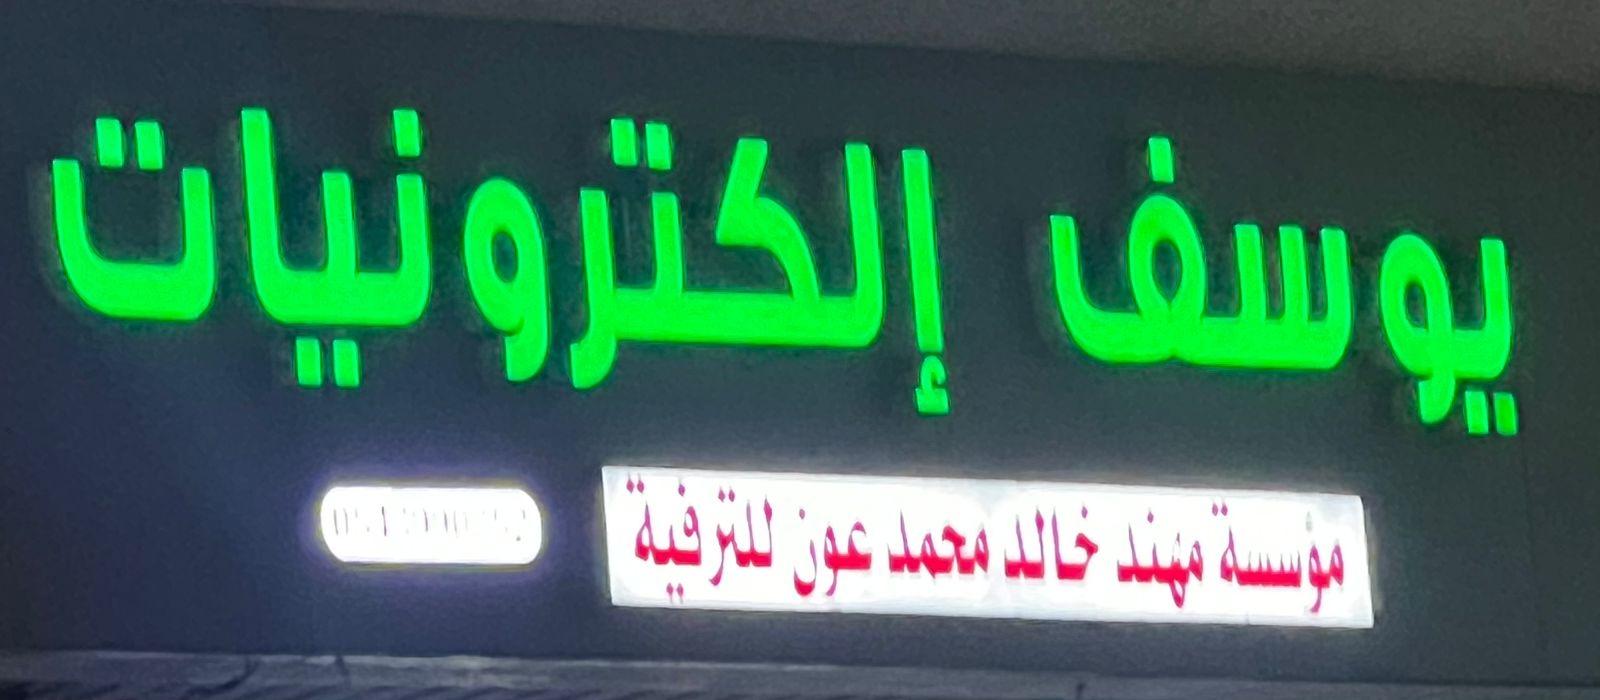 يوسف إلكترونيات
مؤسسة مهند خالد محمد عون للترفية